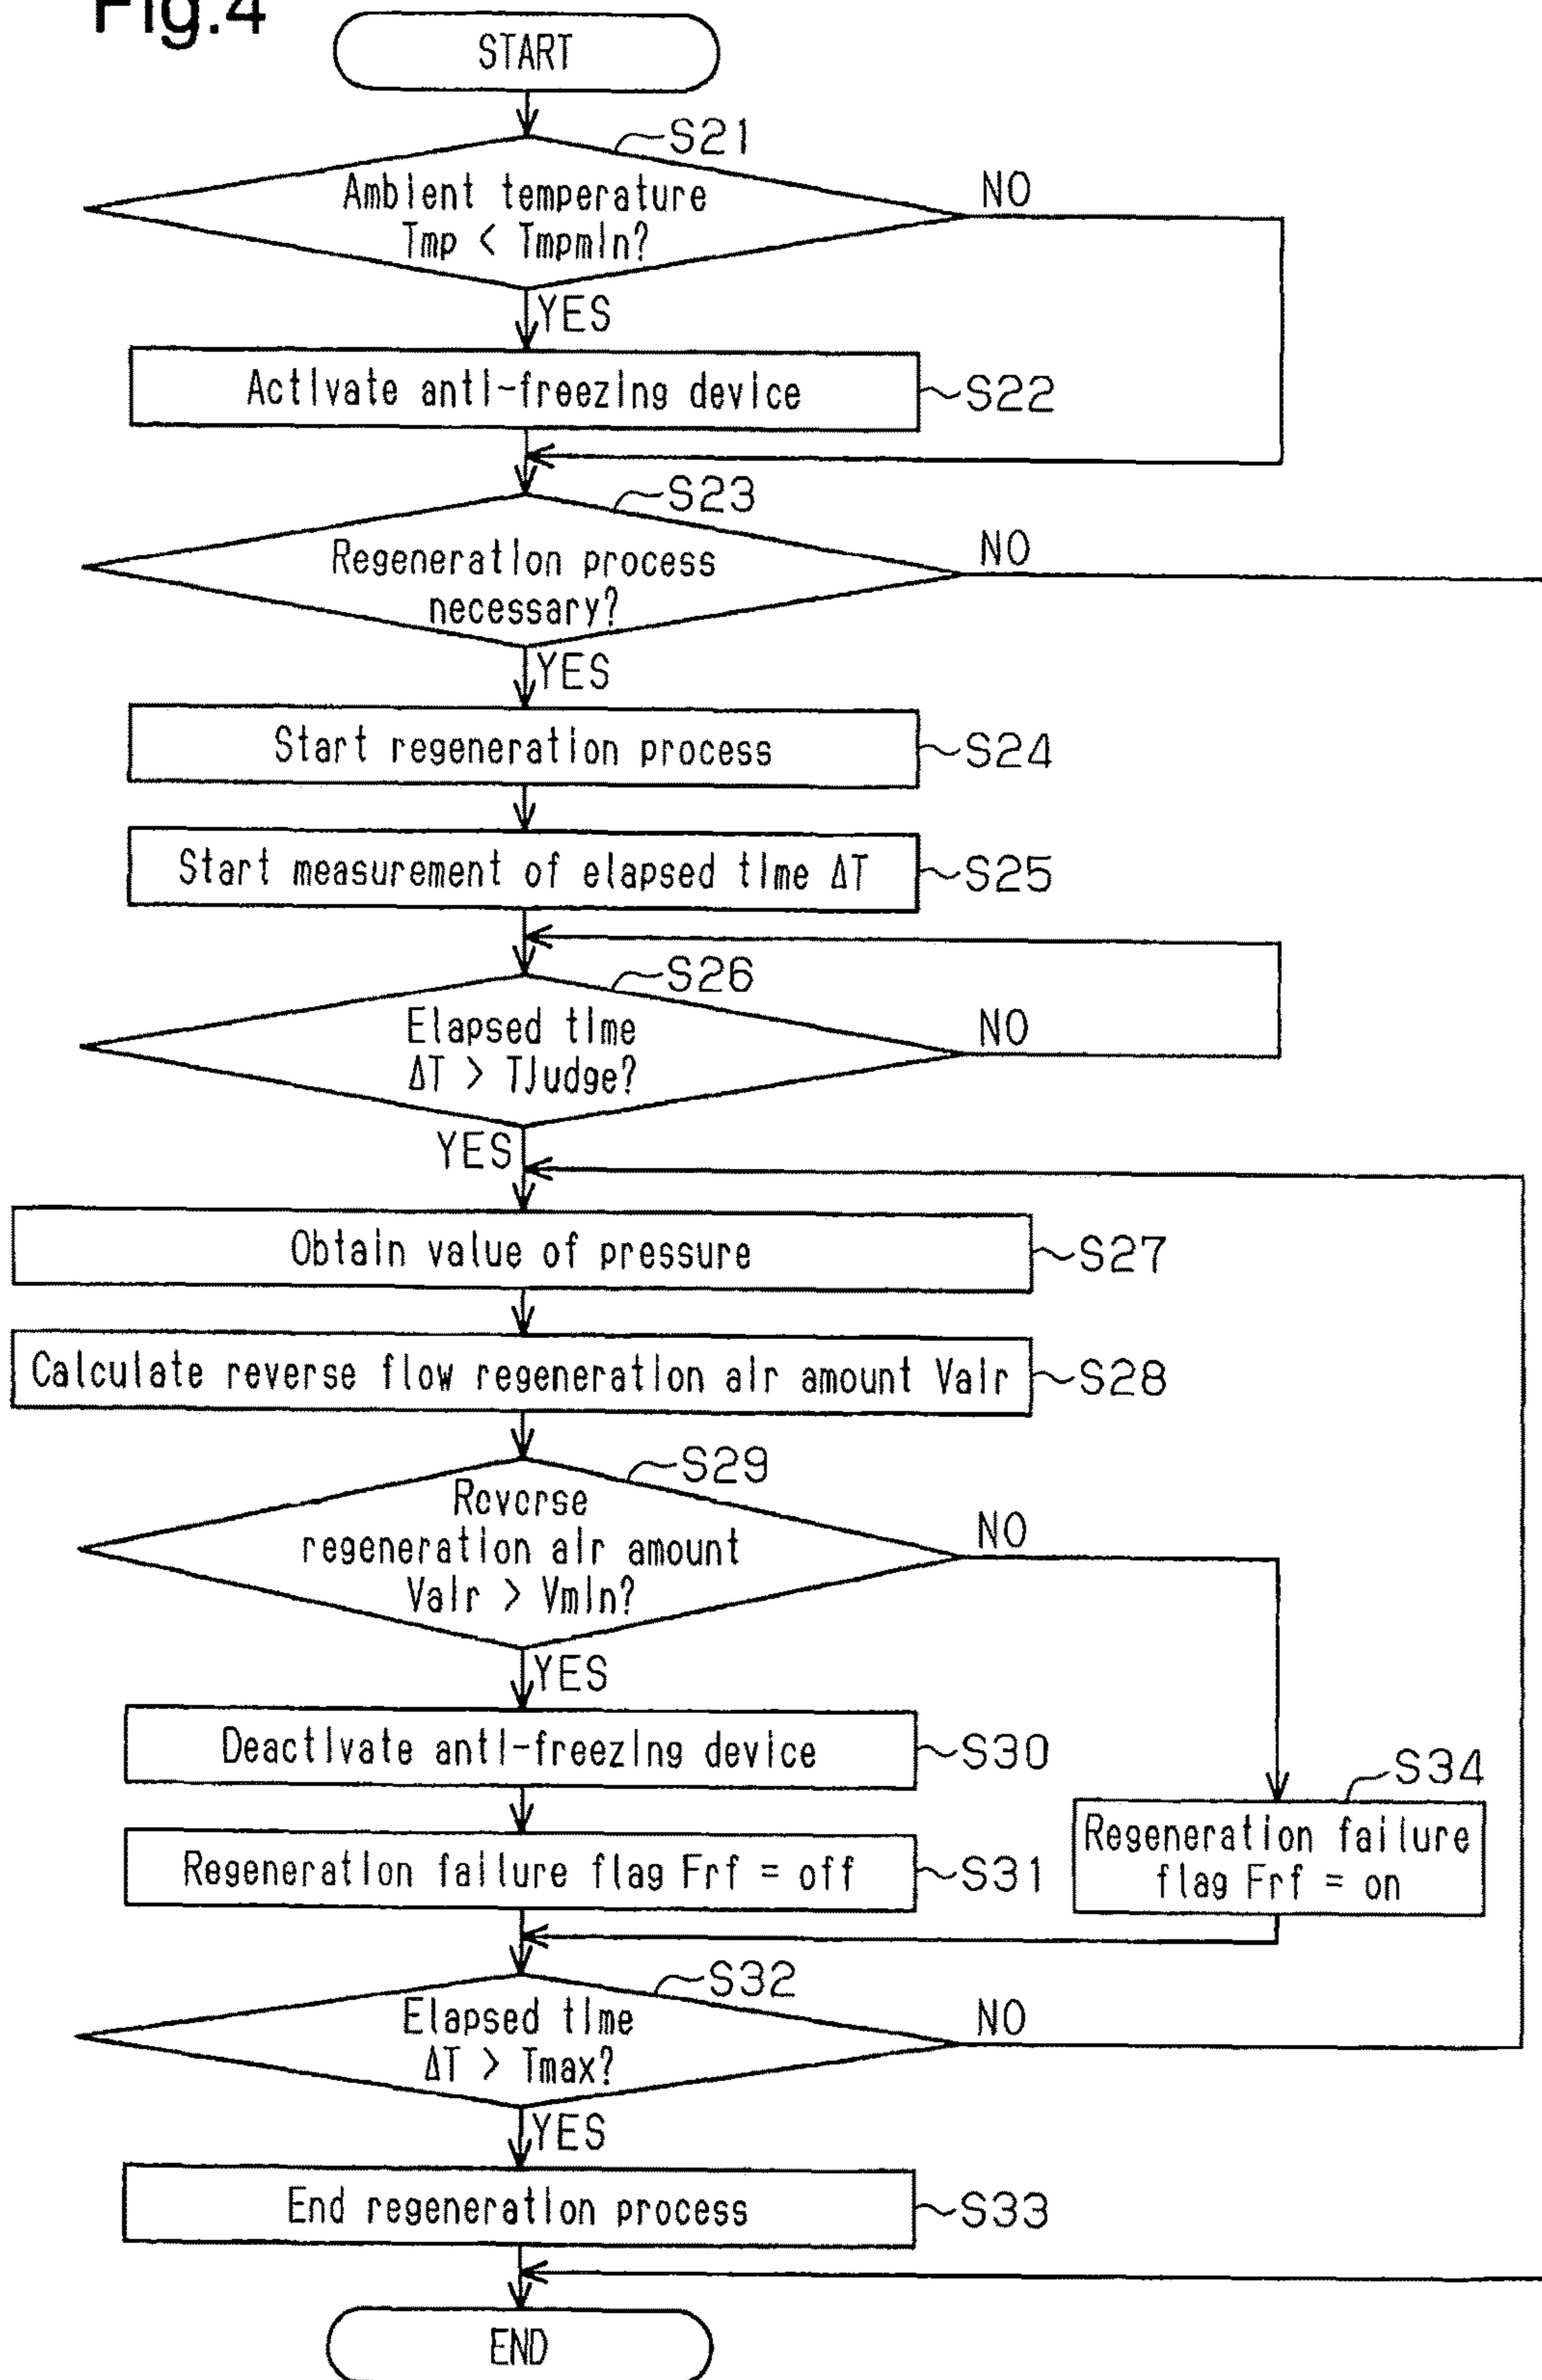 Fig.4
START
S21
Ambient temperature
Tmp < Tmpmin?
NO
YES
Activate anti-freezing device
S22
S23
Regeneration process
necessary?
NO
YES
Start regeneration process
S24
Start measurement of elapsed time ΔT
S25
S26
Elapsed time
ΔT > TJudge?
NO
YES
Obtain value of pressure
S27
Calculate reverse flow regeneration air amount Vair
S28
S29
Reverse
regeneration air amount
Vair > Vmin?
NO
YES
Deactivate anti-freezing device
S30
S34
Regeneration failure
flag Frf = on
Regeneration failure flag Frf = off
S31
S32
Elapsed time
ΔT > Tmax?
NO
YES
End regeneration process
S33
END